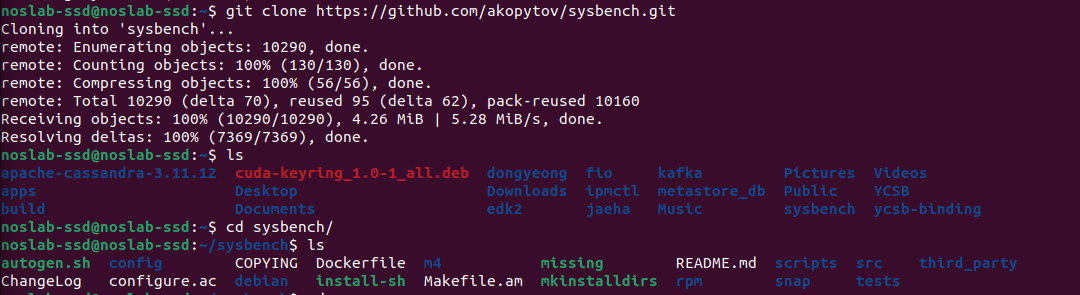 noslab-ssd@noslab-ssd:~$ git clone https://github.com/akopytov/sysbench.git
Cloning into 'sysbench'...
remote: Enumerating objects: 10290, done.
remote: Counting objects: 100% (130/130), done.
remote: Compressing objects: 100% (56/56), done.
remote: Total 10290 (delta 70), reused 95 (delta 62), pack-reused 10160
Receiving objects: 100% (10290/10290), 4.26 MiB | 5.28 MiB/s, done.
Resolving deltas: 100% (7369/7369), done.
noslab-ssd@noslab-ssd:~$ ls
apache-cassandra-3.11.12 cuda-keyring_1.0-1_all.deb dongyeong fio kafka Pictures Videos
apps Desktop Downloads ipmctl metastore_db Public YCSB
build Documents edk2 jaeha Music sysbench ycsb-binding
noslab-ssd@noslab-ssd:~$ cd sysbench/
noslab-ssd@noslab-ssd:~/sysbench$ ls
autogen.sh config COPYING Dockerfile m4 missing README.md scripts src third_party
ChangeLog configure.ac debian install-sh Makefile.am mkinstalldirs rpm snap tests